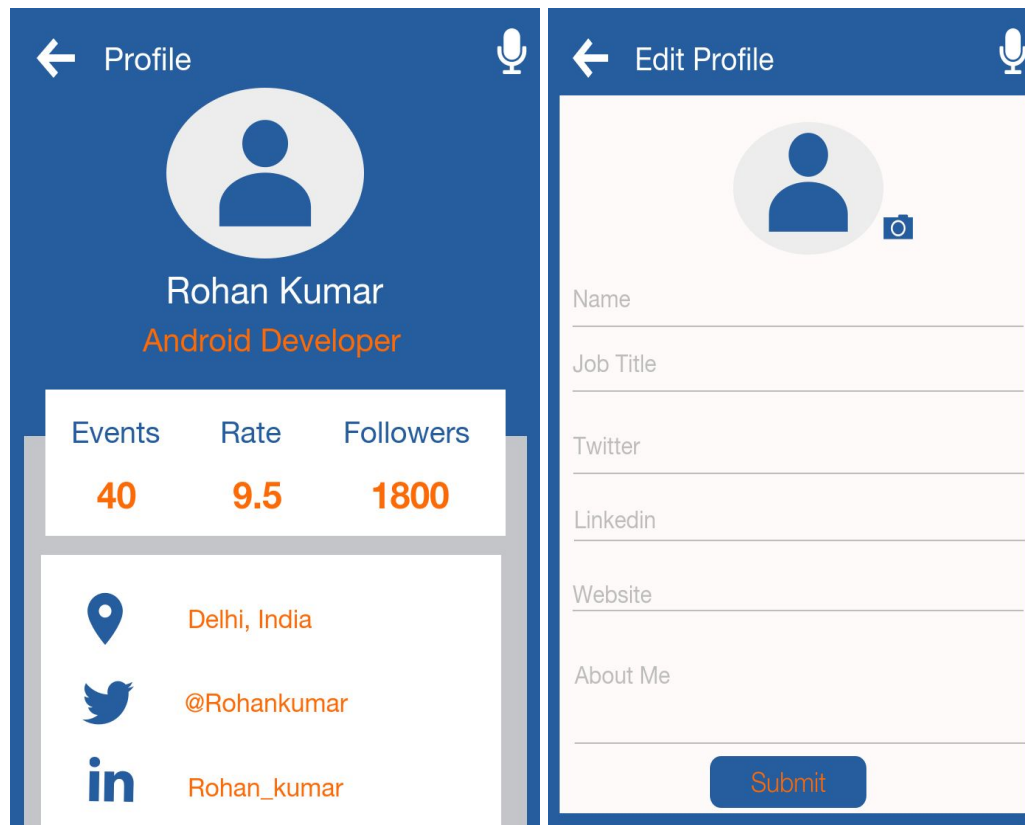 Profile
Rohan Kumar
Android Developer
Events Rate Followers
40 9.5 1800
Delhi, India
@Rohankumar
in Rohan_kumar
Edit Profile
Name
Job Title
Twitter
Linkedin
Website
About Me
Submit